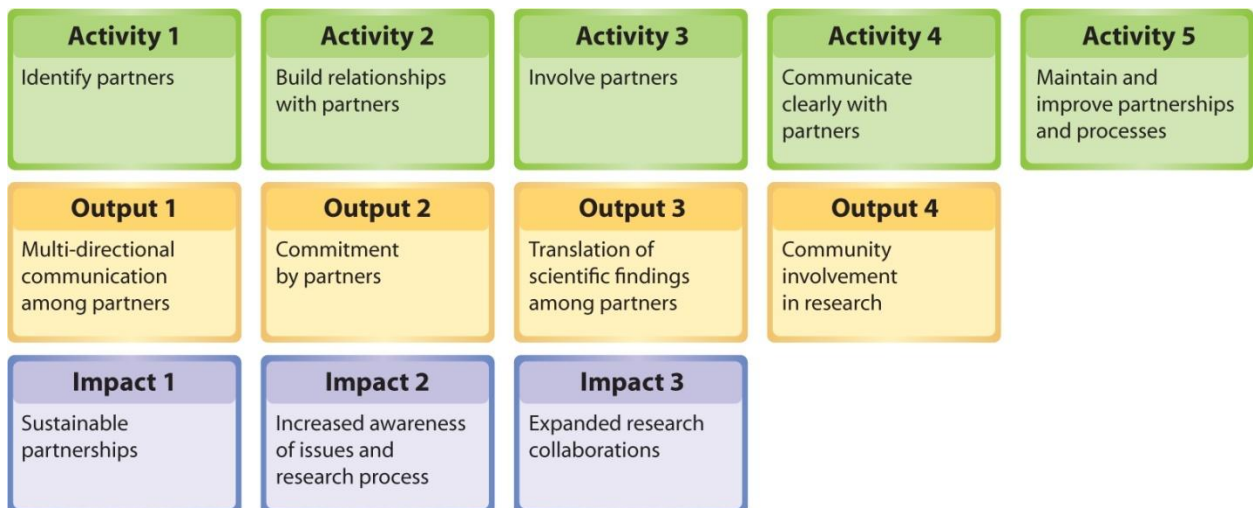 Activity 1
Identify partners
Activity 2
Build relationships
with partners
Activity 3
Involve partners
Activity 4
Communicate
clearly with
partners
Activity 5
Maintain and
improve partnerships
and processes
Output 1
Multi-directional
communication
among partners
Output 2
Commitment
by partners
Output 3
Translation of
scientific findings
among partners
Output 4
Community
involvement
in research
Impact 1
Sustainable
partnerships
Impact 2
Increased awareness
of issues and
research process
Impact 3
Expanded research
collaborations